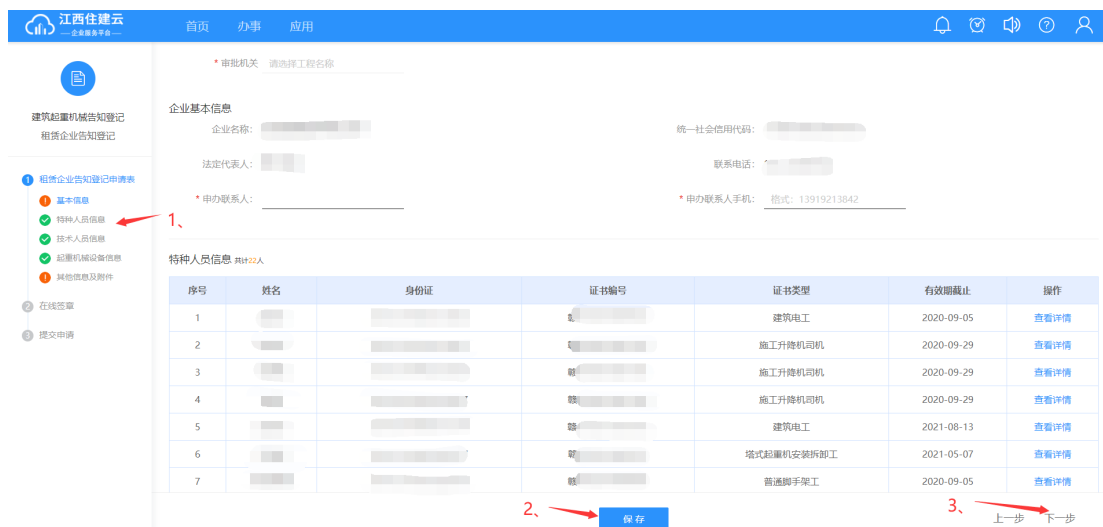 江西住建云
企业服务平台
首页 办事 应用
建筑起重机械告知登记
租赁企业告知登记
1 租赁企业告知登记申请表
基本信息
特种人员信息
技术人员信息
起重机械设备信息
其他信息及附件
2 在线签章
3 提交申请
1、
* 审批机关 请选择工程名称
企业基本信息
企业名称: 统一社会信用代码:
法定代表人: 联系电话:
* 申办联系人: * 申办联系人手机: 格式: 13919213842
特种人员信息 共计22人
序号 姓名 身份证 证书编号 证书类型 有效期截止 操作
1 建筑电工 2020-09-05 查看详情
2 施工升降机司机 2020-09-29 查看详情
3 赣 施工升降机司机 2020-09-29 查看详情
4 赣 施工升降机司机 2020-09-29 查看详情
5 建筑电工 2021-08-13 查看详情
6 塔式起重机安装拆卸工 2021-05-07 查看详情
7 赣 普通脚手架工 2020-09-05 查看详情
2、 保存 3、 上一步 下一步